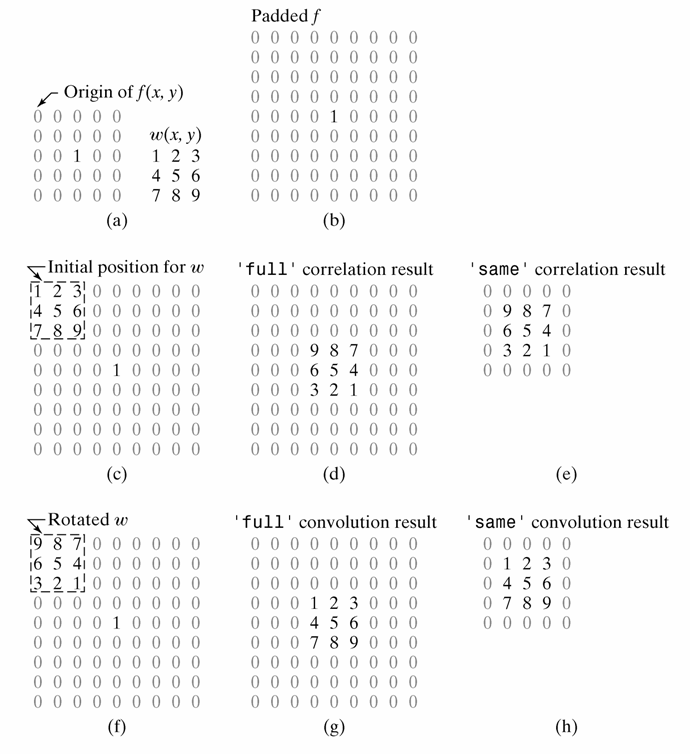 Padded f
0 0 0 0 0 0 0 0 0
0 0 0 0 0 0 0 0 0
0 0 0 0 0 0 0 0 0
0 0 0 0 0 0 0 0 0
0 0 0 0 1 0 0 0 0
0 0 0 0 0 0 0 0 0
0 0 0 0 0 0 0 0 0
0 0 0 0 0 0 0 0 0
0 0 0 0 0 0 0 0 0
Origin of f(x, y)
0 0 0 0 0
0 0 0 0 0
0 0 1 0 0
0 0 0 0 0
0 0 0 0 0
w(x, y)
1 2 3
4 5 6
7 8 9
(a)
(b)
Initial position for w
1 2 3 0 0 0 0 0 0
4 5 6 0 0 0 0 0 0
7 8 9 0 0 0 0 0 0
0 0 0 0 0 0 0 0 0
0 0 0 0 1 0 0 0 0
0 0 0 0 0 0 0 0 0
0 0 0 0 0 0 0 0 0
0 0 0 0 0 0 0 0 0
0 0 0 0 0 0 0 0 0
(c)
'full' correlation result
0 0 0 0 0 0 0 0 0
0 0 0 0 0 0 0 0 0
0 0 0 0 0 0 0 0 0
0 0 0 9 8 7 0 0 0
0 0 0 6 5 4 0 0 0
0 0 0 3 2 1 0 0 0
0 0 0 0 0 0 0 0 0
0 0 0 0 0 0 0 0 0
0 0 0 0 0 0 0 0 0
(d)
'same' correlation result
0 0 0 0 0
0 9 8 7 0
0 6 5 4 0
0 3 2 1 0
0 0 0 0 0
(e)
Rotated w
9 8 7 0 0 0 0 0 0
6 5 4 0 0 0 0 0 0
3 2 1 0 0 0 0 0 0
0 0 0 0 0 0 0 0 0
0 0 0 0 1 0 0 0 0
0 0 0 0 0 0 0 0 0
0 0 0 0 0 0 0 0 0
0 0 0 0 0 0 0 0 0
0 0 0 0 0 0 0 0 0
(f)
'full' convolution result
0 0 0 0 0 0 0 0 0
0 0 0 0 0 0 0 0 0
0 0 0 0 0 0 0 0 0
0 0 0 1 2 3 0 0 0
0 0 0 4 5 6 0 0 0
0 0 0 7 8 9 0 0 0
0 0 0 0 0 0 0 0 0
0 0 0 0 0 0 0 0 0
0 0 0 0 0 0 0 0 0
(g)
'same' convolution result
0 0 0 0 0
0 1 2 3 0
0 4 5 6 0
0 7 8 9 0
0 0 0 0 0
(h)